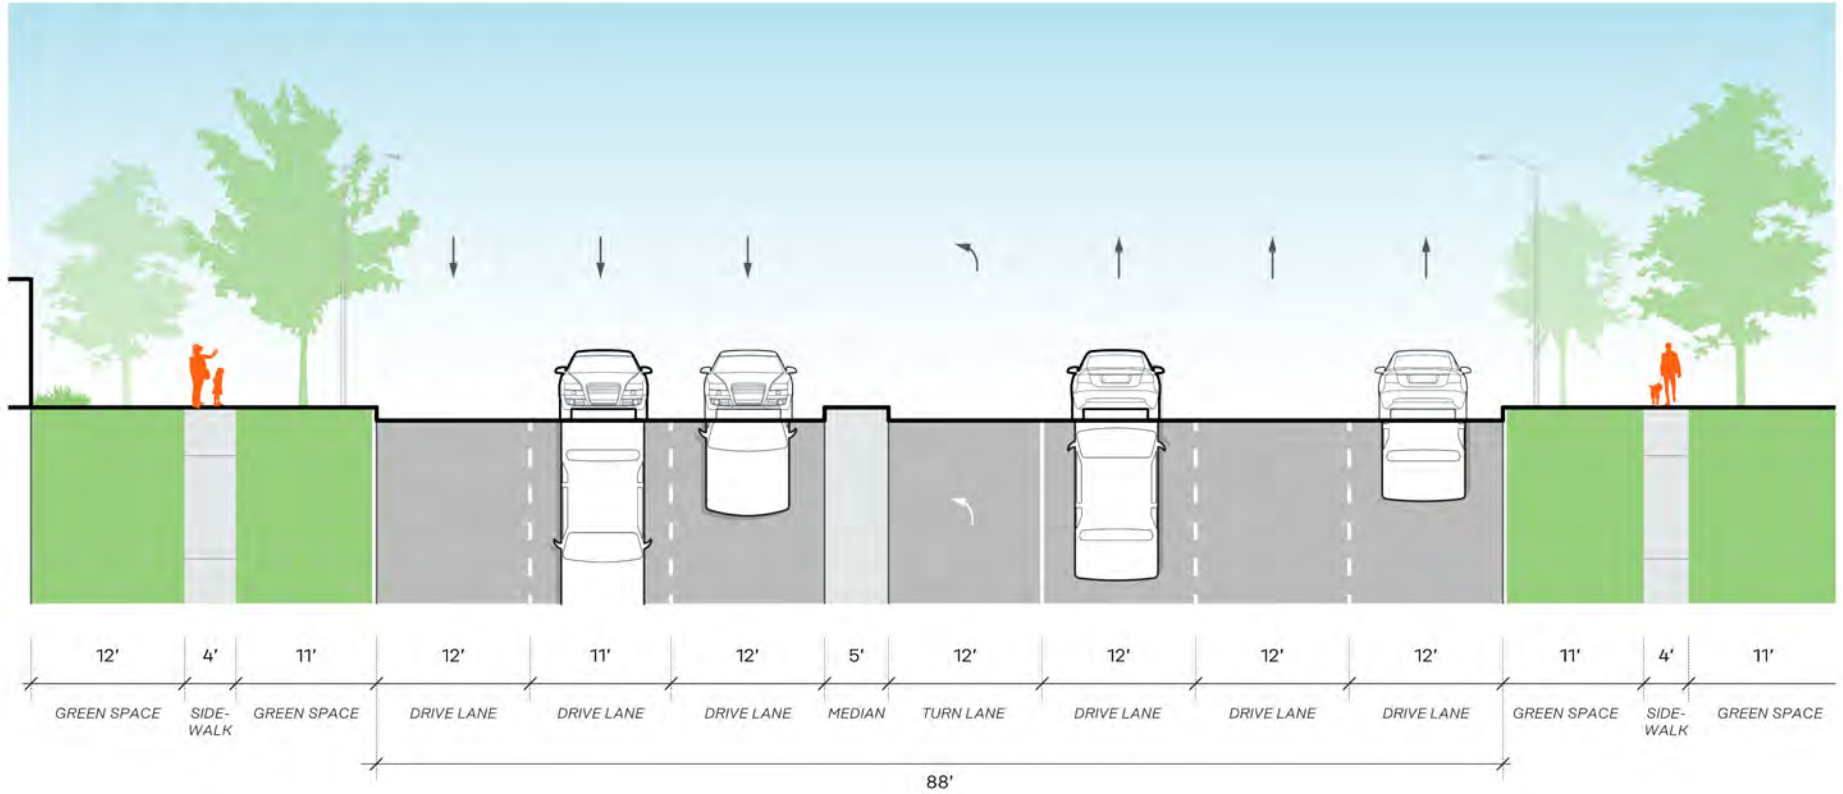 12' 4' 11' 12' 11' 12' 5' 12' 12' 12' 12' 11' 4' 11'
GREEN SPACE SIDE- GREEN SPACE DRIVE LANE DRIVE LANE DRIVE LANE MEDIAN TURN LANE DRIVE LANE DRIVE LANE DRIVE LANE GREEN SPACE SIDE- GREEN SPACE
WALK WALK
88'